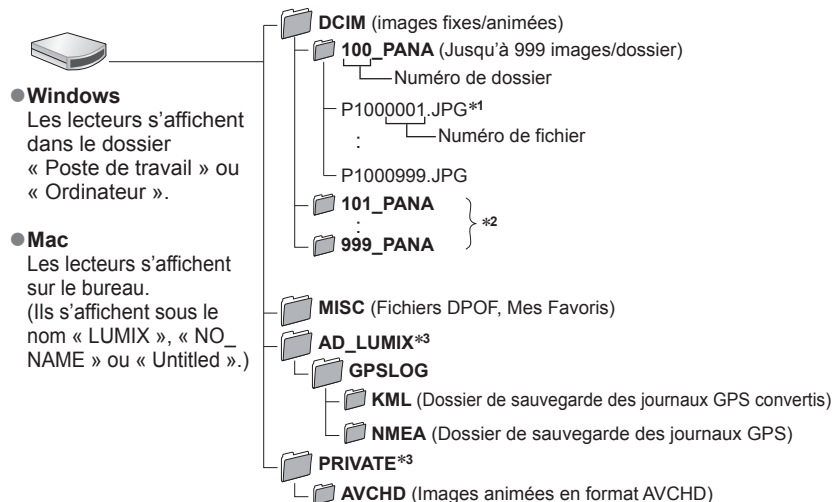 ●Windows
Les lecteurs s'affichent
dans le dossier
« Poste de travail » ou
« Ordinateur ».
●Mac
Les lecteurs s'affichent
sur le bureau.
(Ils s'affichent sous le
nom « LUMIX », « NO_
NAME » ou « Untitled ».)
DCIM (images fixes/animées)
100_PANA (Jusqu'à 999 images/dossier)
Numéro de dossier
P1000001.JPG*1
Numéro de fichier
:
P1000999.JPG
101_PANA
:
*2
999_PANA
MISC (Fichiers DPOF, Mes Favoris)
AD_LUMIX*3
GPSLOG
KML (Dossier de sauvegarde des journaux GPS convertis)
NMEA (Dossier de sauvegarde des journaux GPS)
PRIVATE*3
AVCHD (Images animées en format AVCHD)